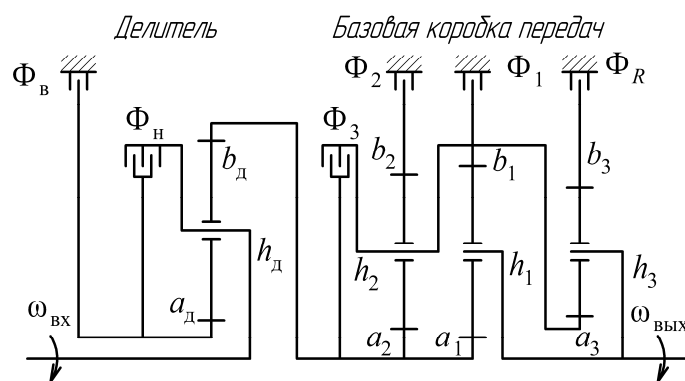 Делитель
Базовая коробка передач
Φв
Φ2
Φ1
ΦR
Φн
Φ3
bд
b2
b1
b3
hд
h2
h1
h3
aд
ωвх
ωвых
a2
a1
a3